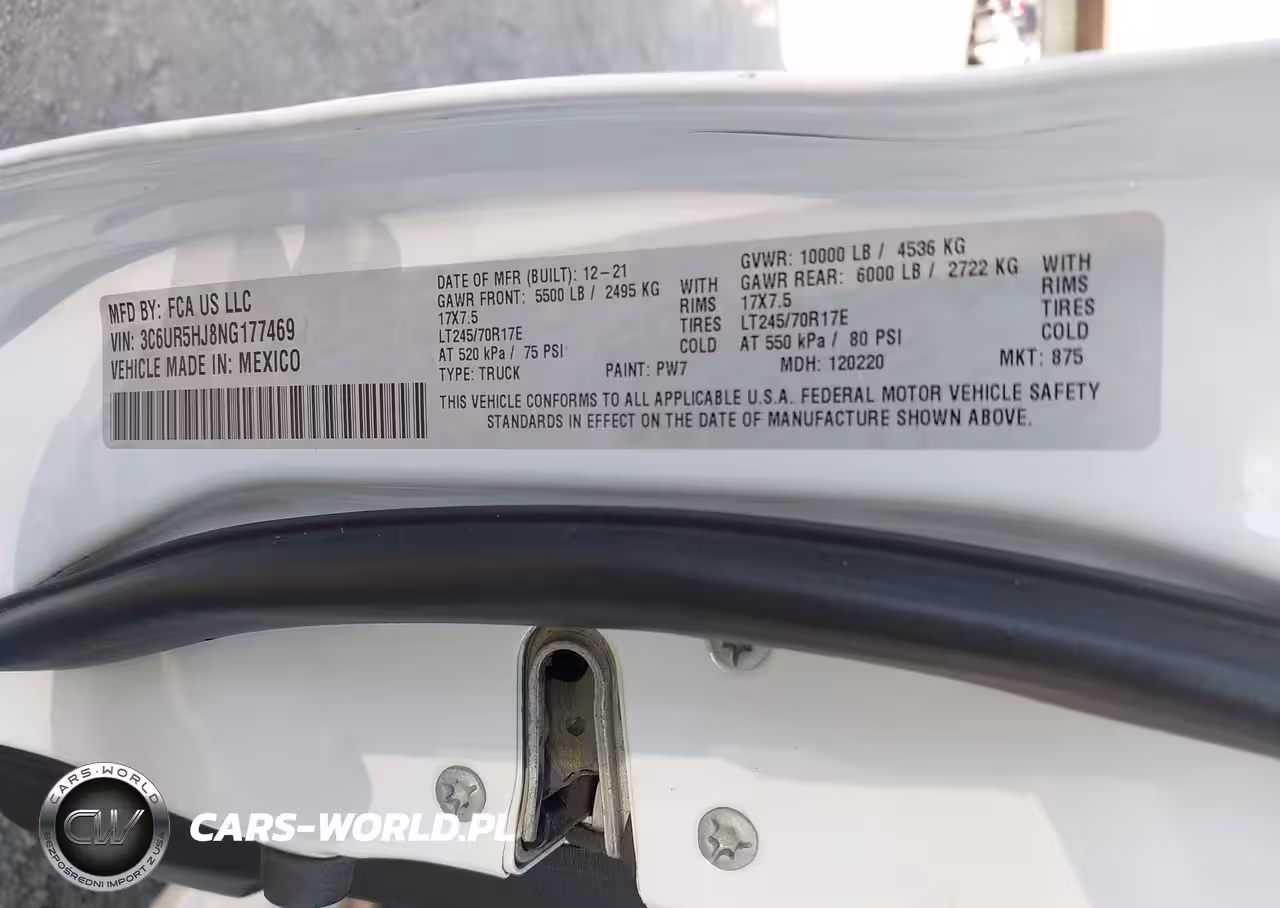 MFD BY: FCA US LLC
VIN: 3C6UR5HJ8NG177469
VEHICLE MADE IN: MEXICO
DATE OF MFR (BUILT): 12-21
GAWR FRONT: 5500 LB / 2495 KG WITH
17X7.5 RIMS
LT245/70R17E TIRES
AT 520 kPa / 75 PSI COLD
TYPE: TRUCK PAINT: PW7
GVWR: 10000 LB / 4536 KG
GAWR REAR: 6000 LB / 2722 KG WITH
17X7.5 RIMS
LT245/70R17E TIRES
AT 550 kPa / 80 PSI COLD
MDH: 120220 MKT: 875
THIS VEHICLE CONFORMS TO ALL APPLICABLE U.S.A. FEDERAL MOTOR VEHICLE SAFETY
STANDARDS IN EFFECT ON THE DATE OF MANUFACTURE SHOWN ABOVE.
CARS-WORLD
CW
BEZPOŚREDNI IMPORT Z USA
CARS-WORLD.PL